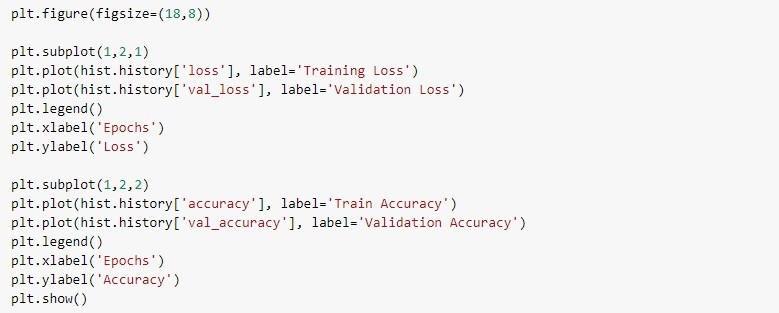 plt.figure(figsize=(18,8))
plt.subplot(1,2,1)
plt.plot(hist.history['loss'], label='Training Loss')
plt.plot(hist.history['val_loss'], label='Validation Loss')
plt.legend()
plt.xlabel('Epochs')
plt.ylabel('Loss')
plt.subplot(1,2,2)
plt.plot(hist.history['accuracy'], label='Train Accuracy')
plt.plot(hist.history['val_accuracy'], label='Validation Accuracy')
plt.legend()
plt.xlabel('Epochs')
plt.ylabel('Accuracy')
plt.show()